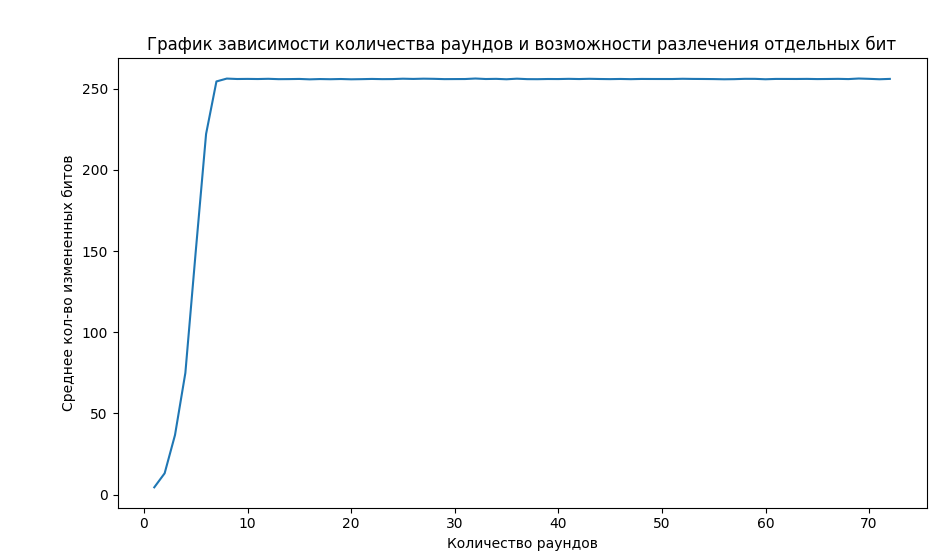 График зависимости количества раундов и возможности разлечения отдельных бит
Среднее кол-во измененных битов
250
200
150
100
50
0
0 10 20 30 40 50 60 70
Количество раундов